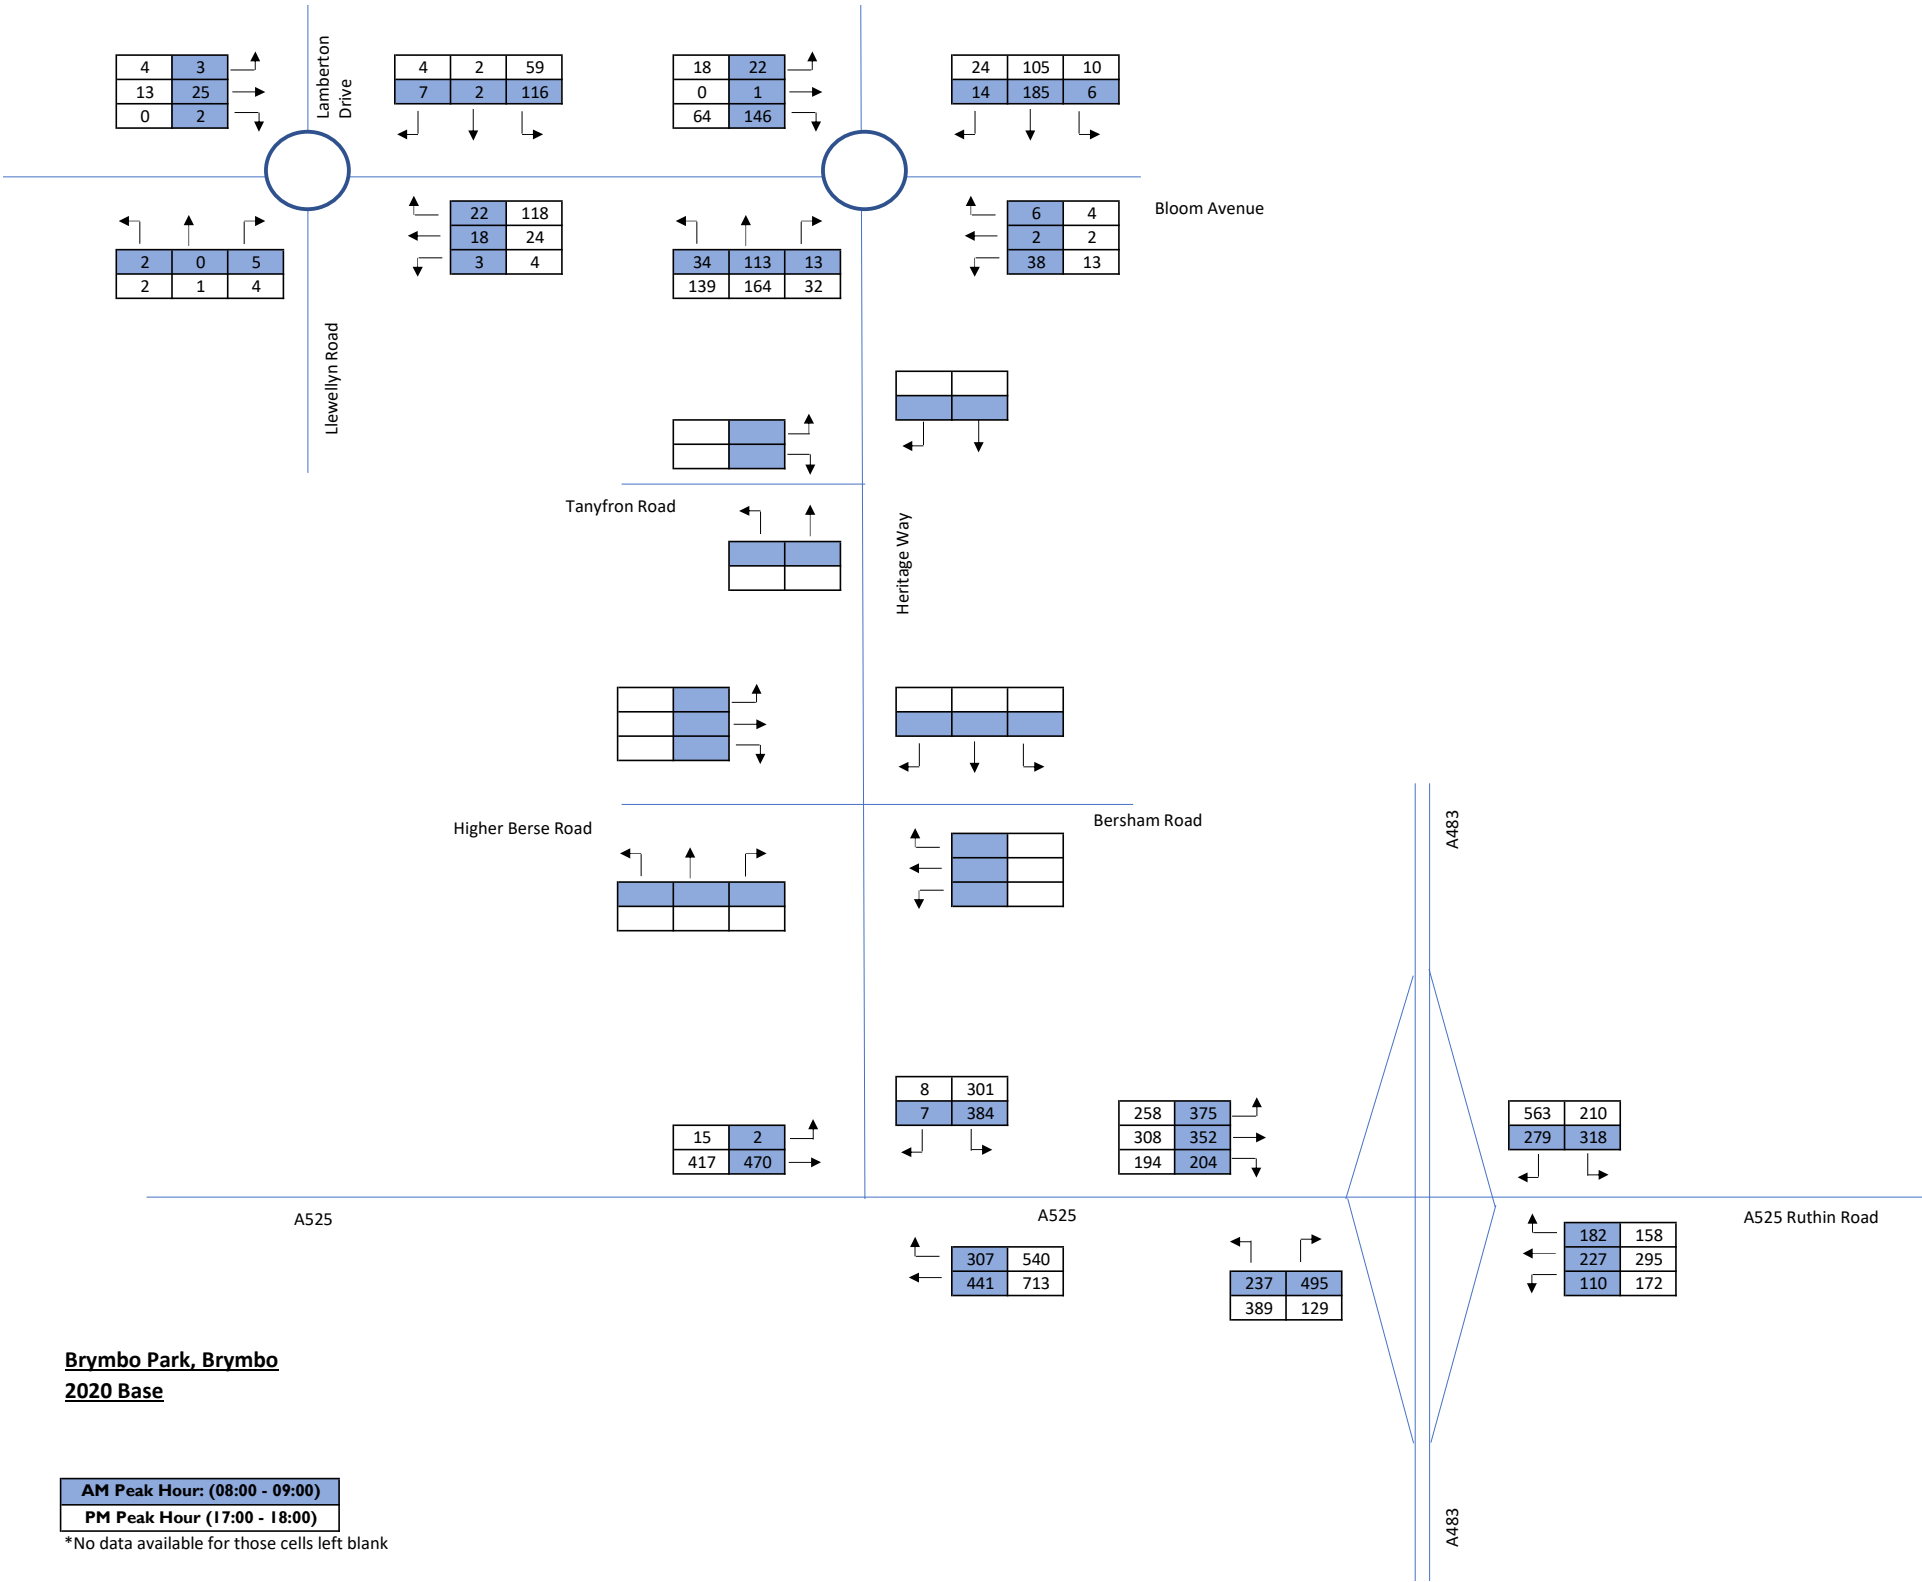 Lamberton
Drive
4 3
13 25
0 2
4 2 59
7 2 116
18 22
0 1
64 146
24 105 10
14 185 6
2 0 5
2 1 4
22 118
18 24
3 4
34 113 13
139 164 32
6 4
2 2
38 13
Bloom Avenue
Llewellyn Road
Tanyfron Road
Heritage Way
Higher Berse Road
Bersham Road
A483
15 2
417 470
8 301
7 384
258 375
308 352
194 204
563 210
279 318
A525
A525
A525 Ruthin Road
307 540
441 713
237 495
389 129
182 158
227 295
110 172
Brymbo Park, Brymbo
2020 Base
AM Peak Hour: (08:00 - 09:00)
PM Peak Hour (17:00 - 18:00)
*No data available for those cells left blank
A483